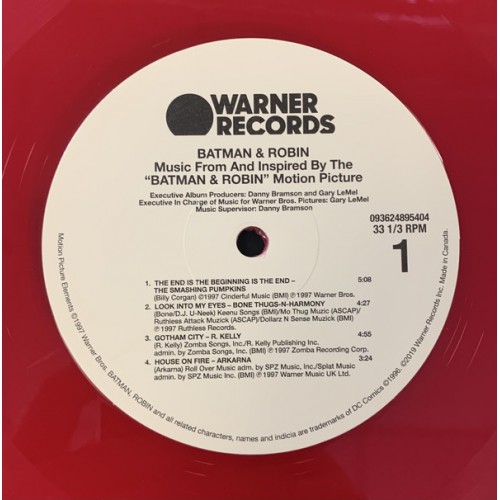 WARNER
RECORDS
BATMAN & ROBIN
Music From And Inspired By The
“BATMAN & ROBIN” Motion Picture
Executive Album Producers: Danny Bramson and Gary LeMel
Executive In Charge of Music for Warner Bros. Pictures: Gary LeMel
Music Supervisor: Danny Bramson
093624895404
33 1/3 RPM
1
1. THE END IS THE BEGINNING IS THE END – 5:08
THE SMASHING PUMPKINS
(Billy Corgan) ©1997 Cinderful Music (BMI) ℗ 1997 Warner Bros.
2. LOOK INTO MY EYES – BONE THUGS-N-HARMONY 4:27
(Bone/D.J. U-Neek) Keenu Songs (BMI)/Mo Thug Muzic (ASCAP)/
Ruthless Attack Muzick (ASCAP)/Dollarz N Sense Muzick (BMI)
℗ 1997 Ruthless Records.
3. GOTHAM CITY – R. KELLY 4:55
(R. Kelly) Zomba Songs, Inc./R. Kelly Publishing Inc.
admin. by Zomba Songs, Inc. (BMI) ℗ 1997 Zomba Recording Corp.
4. HOUSE ON FIRE – ARKARNA 3:24
(Arkarna) Roll Over Music adm. by SPZ Music, Inc./Splat Music
admin. by SPZ Music Inc. (BMI) ℗ 1997 Warner Music UK Ltd.
Motion Picture Elements ©1997 Warner Bros. BATMAN, ROBIN and all related characters, names and indicia are trademarks of DC Comics ©1996. ©2019 Warner Records Inc. Made in Canada.